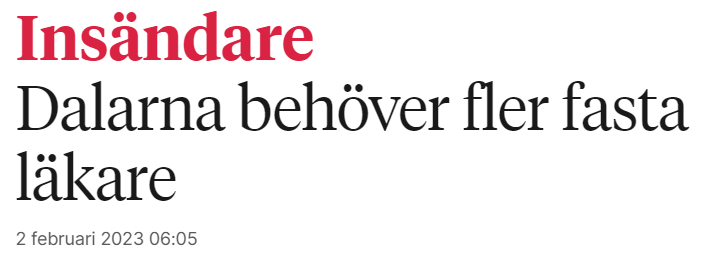 Insändare
Dalarna behöver fler fasta
läkare
2 februari 2023 06:05